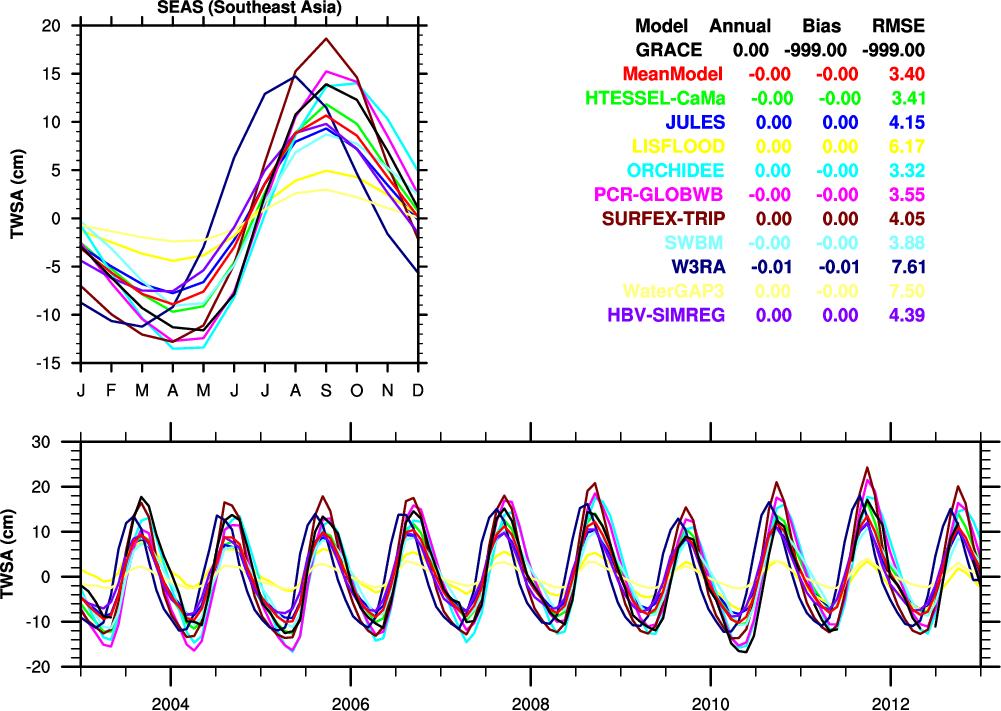 SEAS (Southeast Asia)
Model Annual Bias RMSE
GRACE 0.00 -999.00 -999.00
MeanModel -0.00 -0.00 3.40
HTESSEL-CaMa -0.00 -0.00 3.41
JULES 0.00 0.00 4.15
LISFLOOD 0.00 0.00 6.17
ORCHIDEE 0.00 0.00 3.32
PCR-GLOBWB -0.00 -0.00 3.55
SURFEX-TRIP 0.00 0.00 4.05
SWBM -0.00 -0.00 3.88
W3RA -0.01 -0.01 7.61
WaterGAP3 0.00 -0.00 7.50
HBV-SIMREG 0.00 0.00 4.39
TWSA (cm)
20
15
10
5
0
-5
-10
-15
J F M A M J J A S O N D
TWSA (cm)
30
20
10
0
-10
-20
2004 2006 2008 2010 2012